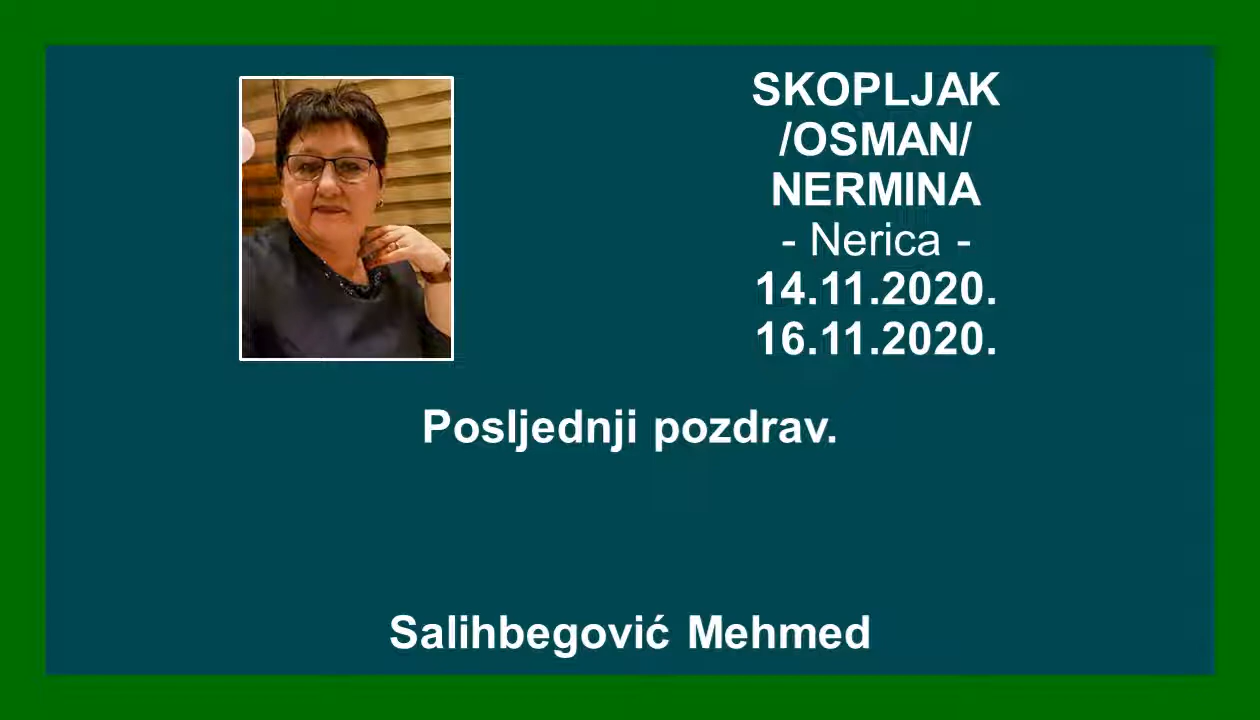 SKOPLJAK
/OSMAN/
NERMINA
- Nerica -
14.11.2020.
16.11.2020.
Posljednji pozdrav.
Salihbegović Mehmed